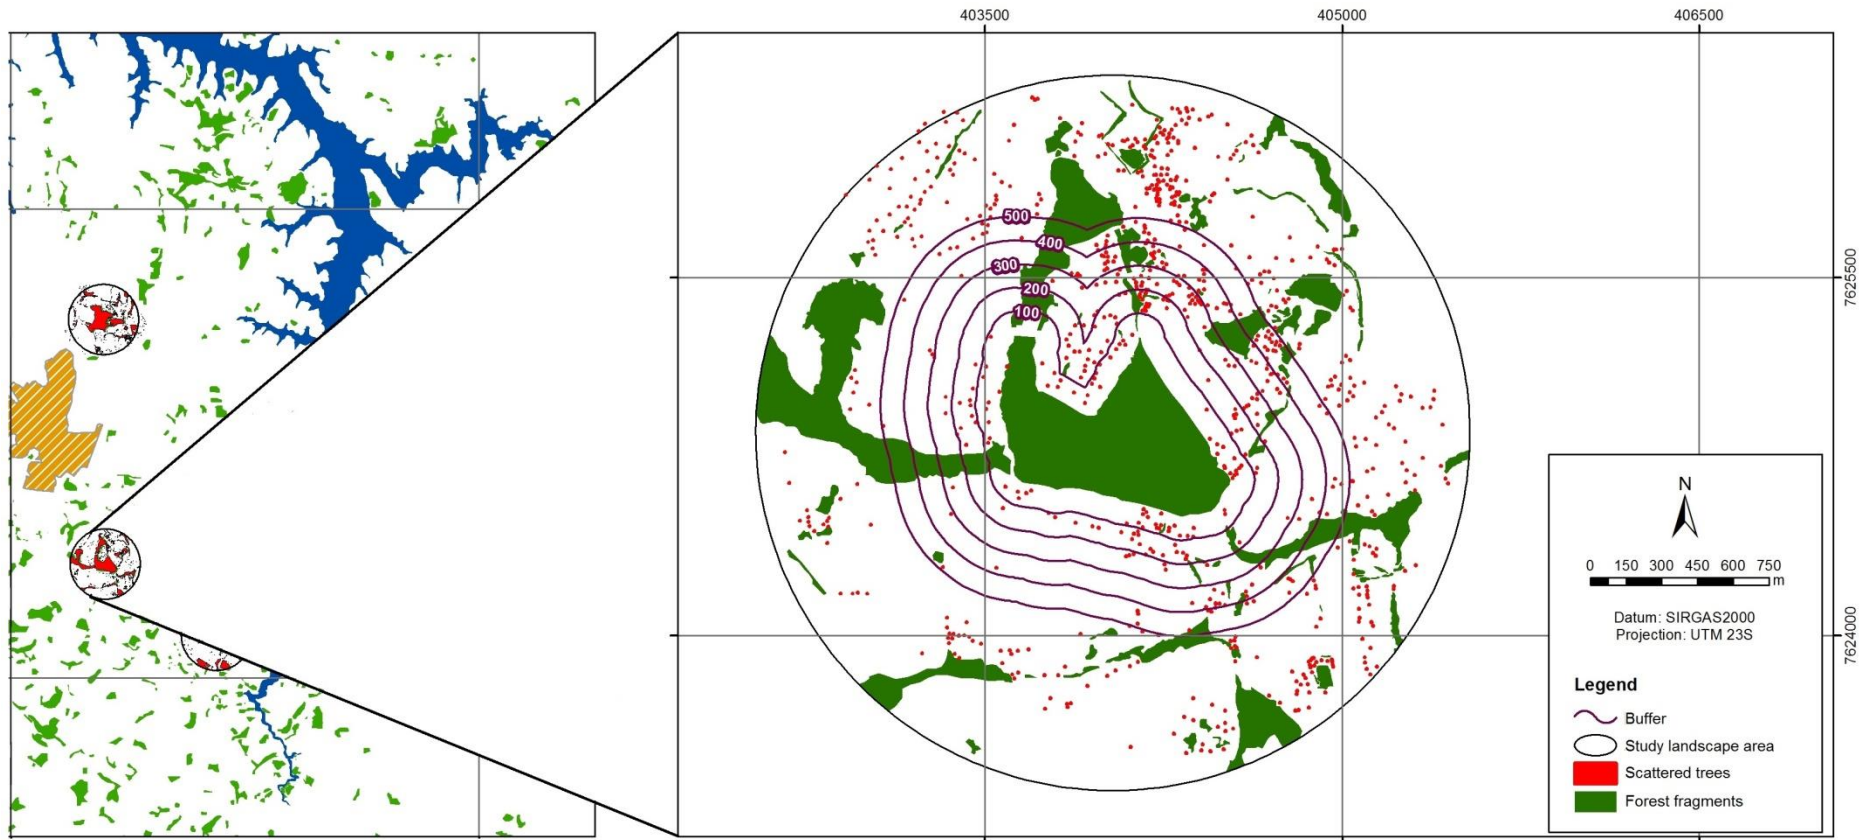 403500 405000 406500
500
400
300
200
100
7625500
7624000
N
0 150 300 450 600 750
m
Datum: SIRGAS2000
Projection: UTM 23S
Legend
Buffer
Study landscape area
Scattered trees
Forest fragments